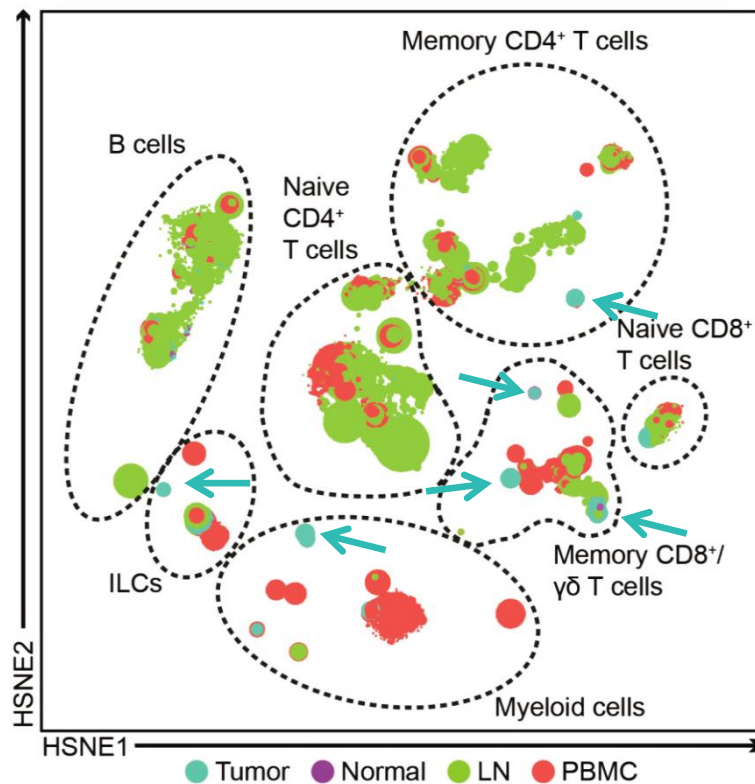 Memory CD4⁺ T cells
B cells
Naive
CD4⁺
T cells
Naive CD8⁺
T cells
ILCs
Memory CD8⁺/
γδ T cells
Myeloid cells
HSNE2
HSNE1
Tumor Normal LN PBMC